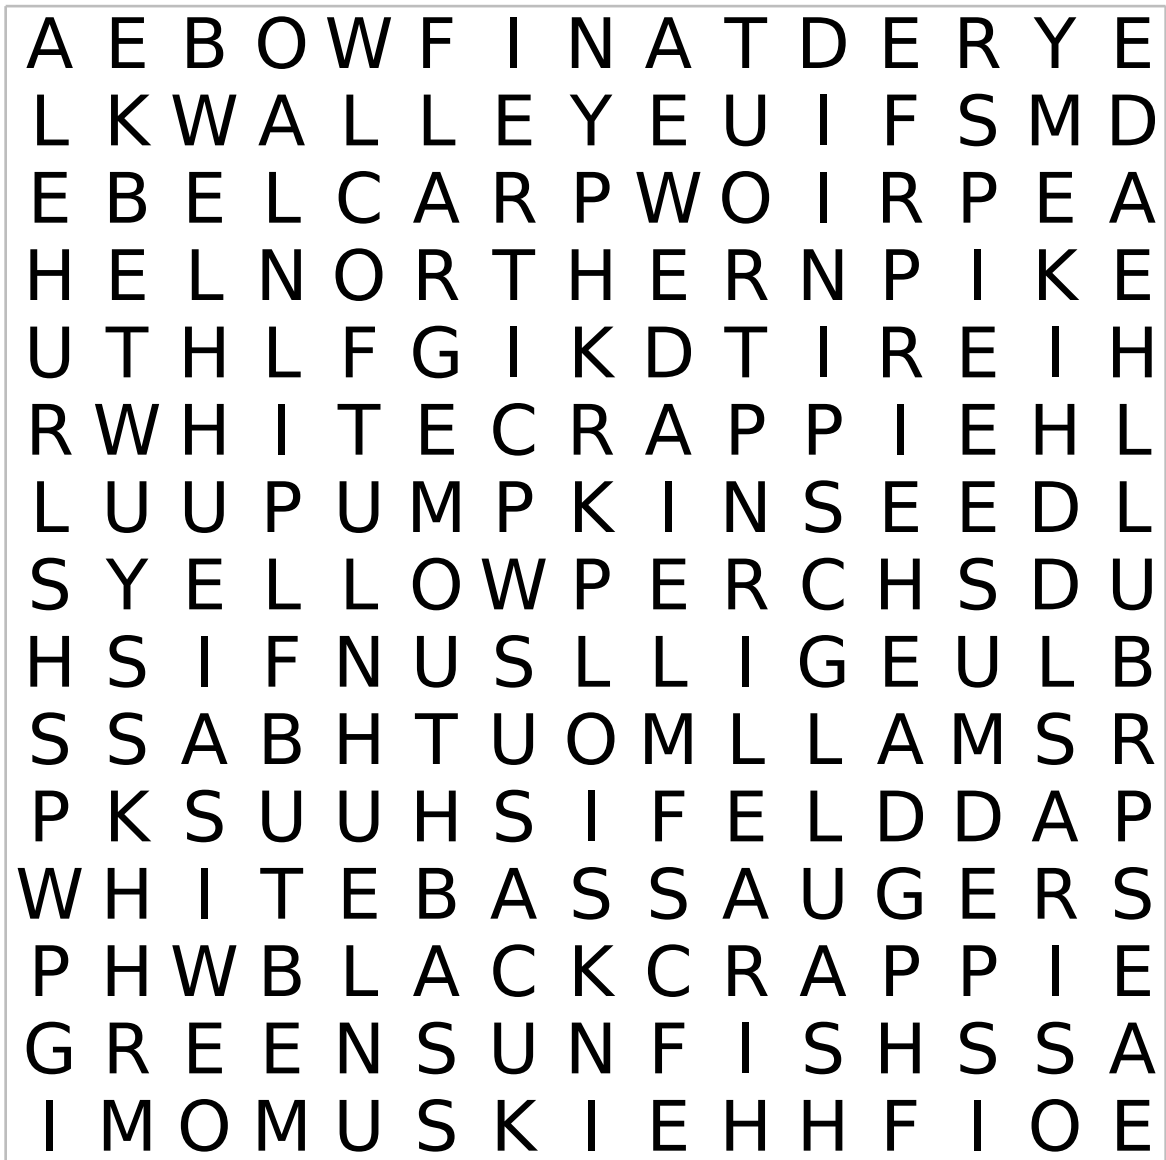 A E B O W F I N A T D E R Y E
L K W A L L E Y E U I F S M D
E B E L C A R P W O I R P E A
H E L N O R T H E R N P I K E
U T H L F G I K D T I R E I H
R W H I T E C R A P P I E H L
L U U P U M P K I N S E E D L
S Y E L L O W P E R C H S D U
H S I F N U S L L I G E U L B
S S A B H T U O M L L A M S R
P K S U U H S I F E L D D A P
W H I T E B A S S A U G E R S
P H W B L A C K C R A P P I E
G R E E N S U N F I S H S S A
I M O M U S K I E H H F I O E